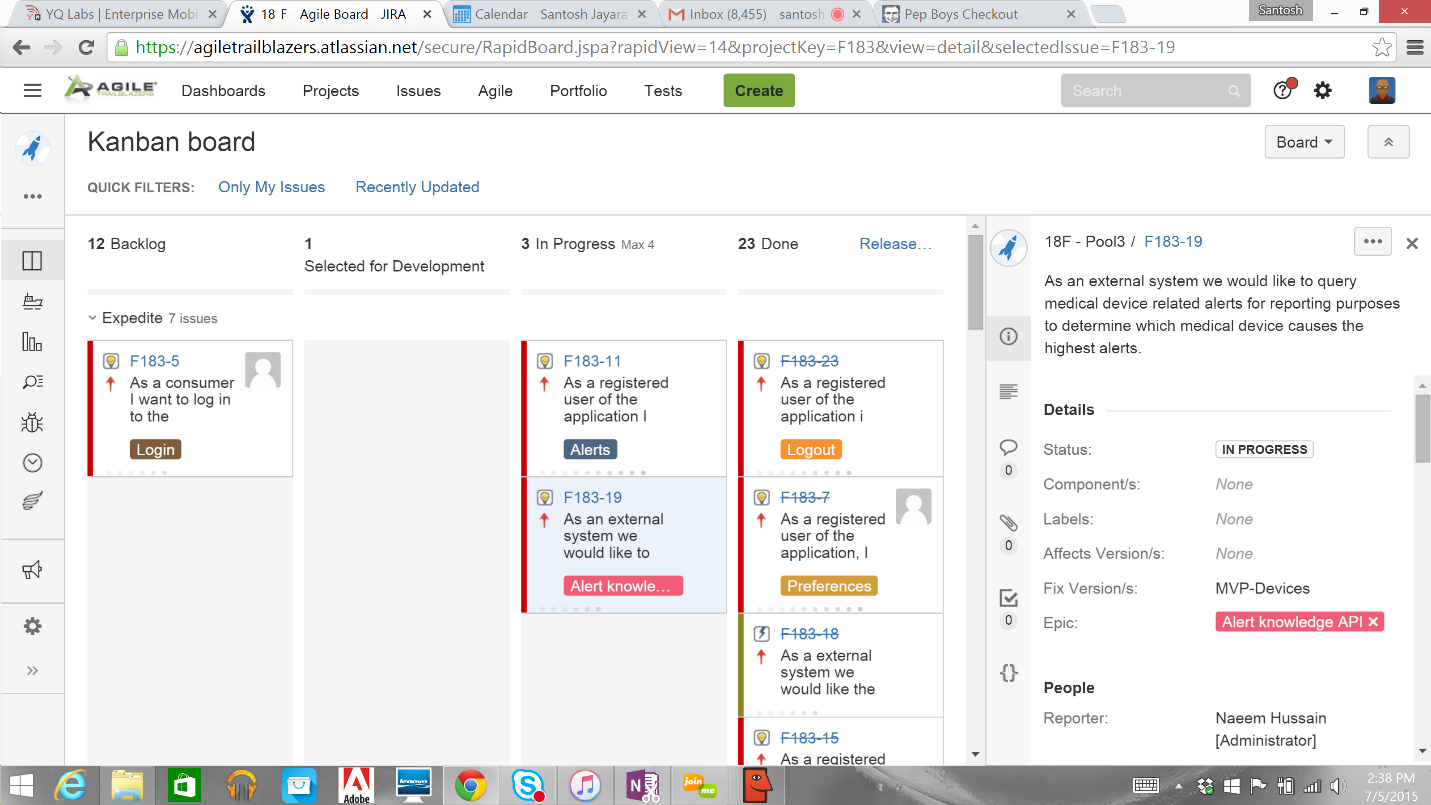 YQ Labs | Enterprise Mobi
18 F Agile Board JIRA
Calendar Santosh Jayara
Inbox (8,455) santosh
Pep Boys Checkout
Santosh
https://agiletrailblazers.atlassian.net/secure/RapidBoard.jspa?rapidView=14&projectKey=F183&view=detail&selectedIssue=F183-19
AGILE
TRAILBLAZERS
Dashboards Projects Issues Agile Portfolio Tests Create Search
Kanban board
Board
QUICK FILTERS: Only My Issues Recently Updated
12 Backlog
1
Selected for Development
3 In Progress Max 4
23 Done Release…
Expedite 7 issues
F183-5
As a consumer
I want to log in
to the
Login
F183-11
As a registered
user of the
application I
Alerts
F183-19
As an external
system we
would like to
Alert knowle…
F183-23
As a registered
user of the
application i
Logout
F183-7
As a registered
user of the
application, I
Preferences
F183-18
As a external
system we
would like the
F183-15
As a registered
18F - Pool3 / F183-19
As an external system we would like to query
medical device related alerts for reporting purposes
to determine which medical device causes the
highest alerts.
Details
Status: IN PROGRESS
Component/s: None
Labels: None
Affects Version/s: None
Fix Version/s: MVP-Devices
Epic: Alert knowledge API
0
0
0
People
Reporter: Naeem Hussain
[Administrator]
Adobe
lenovo
join
me
2:38 PM
7/5/2015